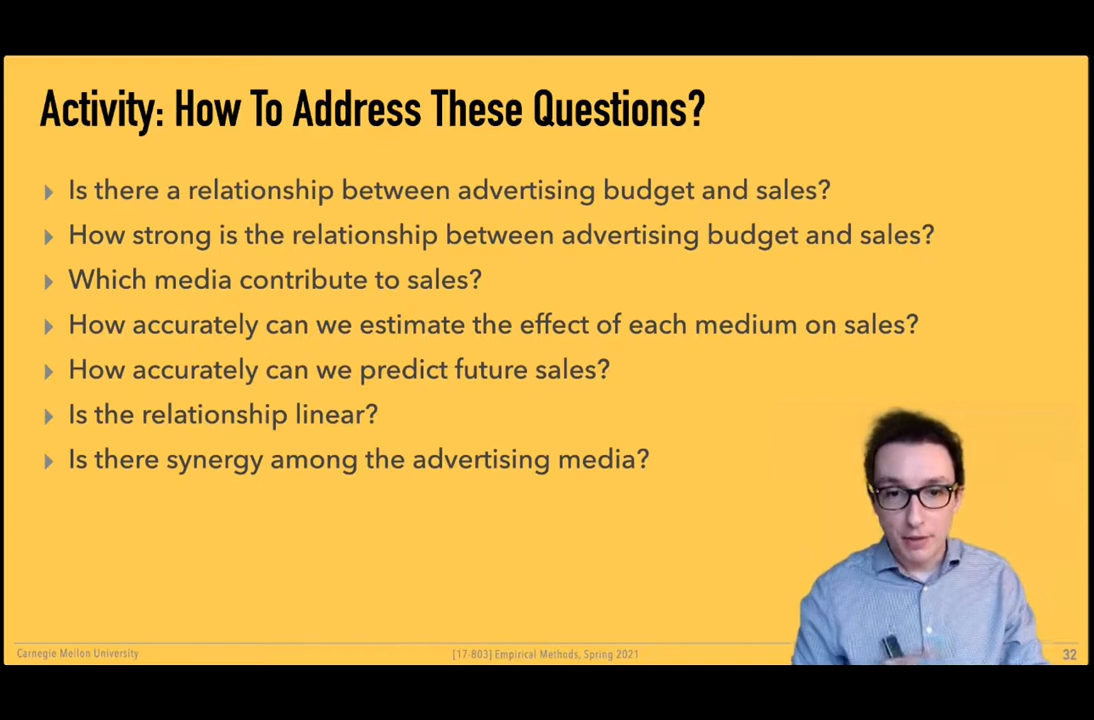 Activity: How To Address These Questions?
Is there a relationship between advertising budget and sales?
How strong is the relationship between advertising budget and sales?
Which media contribute to sales?
How accurately can we estimate the effect of each medium on sales?
How accurately can we predict future sales?
Is the relationship linear?
Is there synergy among the advertising media?
Carnegie Mellon University
[17-803] Empirical Methods, Spring 2021
32